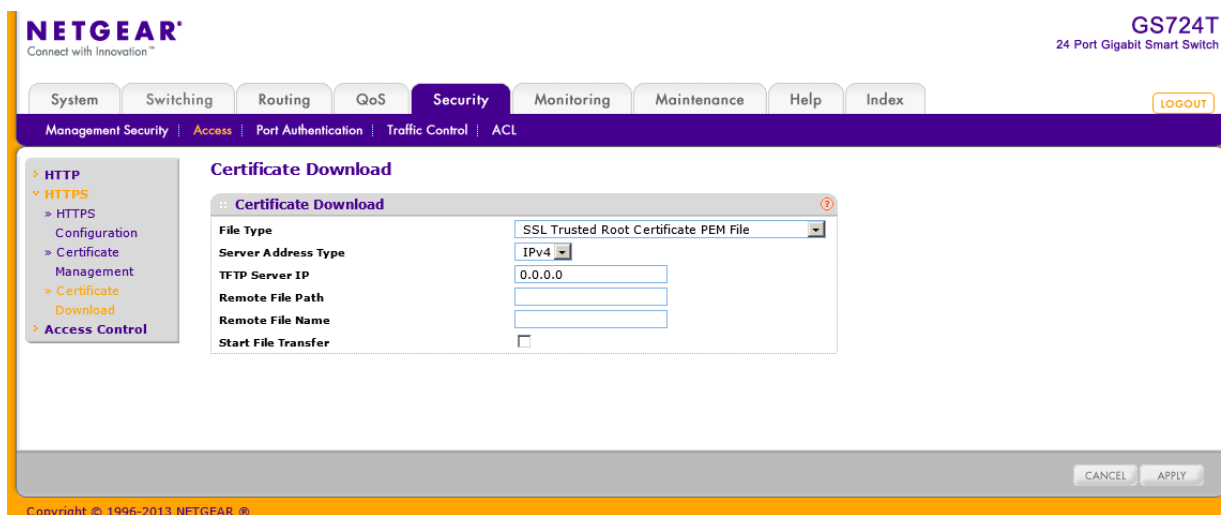 NETGEAR®
Connect with Innovation™
GS724T
24 Port Gigabit Smart Switch
System Switching Routing QoS Security Monitoring Maintenance Help Index
LOGOUT
Management Security Access Port Authentication Traffic Control ACL
HTTP
HTTPS
» HTTPS
Configuration
» Certificate
Management
» Certificate
Download
Access Control
Certificate Download
Certificate Download ?
File Type SSL Trusted Root Certificate PEM File
Server Address Type IPv4
TFTP Server IP 0.0.0.0
Remote File Path
Remote File Name
Start File Transfer
CANCEL APPLY
Copyright © 1996-2013 NETGEAR ®